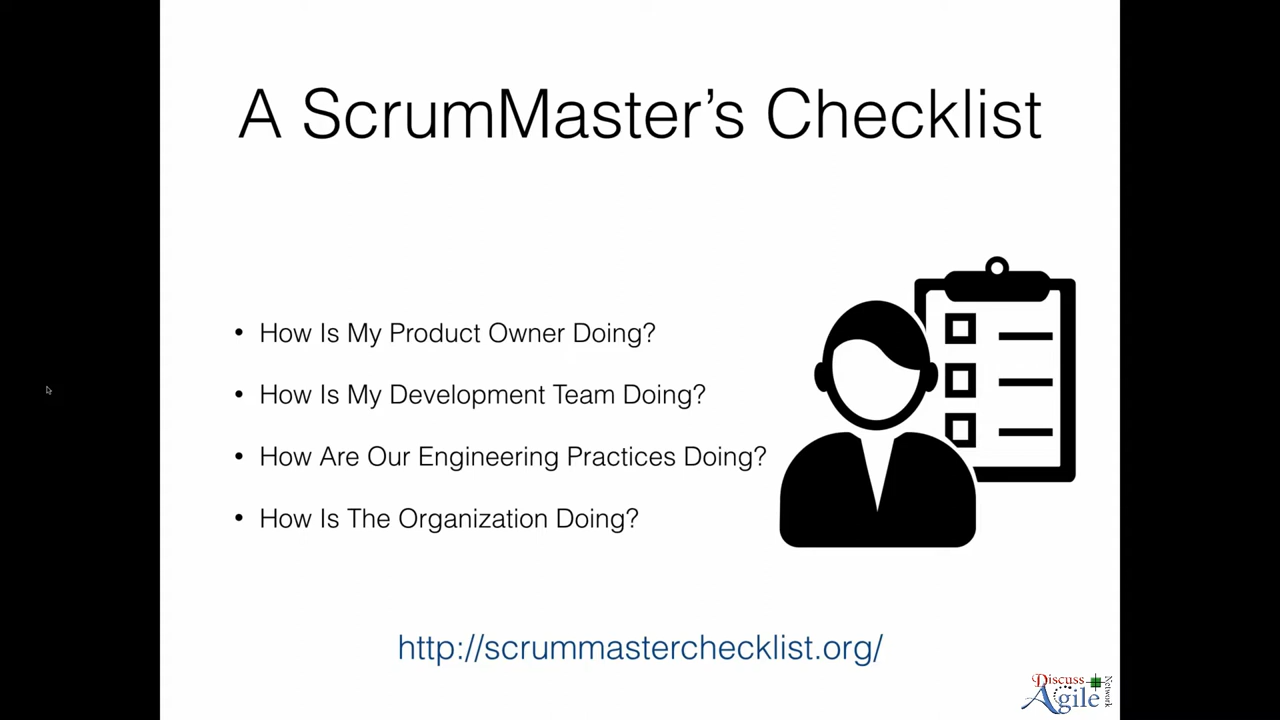 A ScrumMaster’s Checklist
• How Is My Product Owner Doing?
• How Is My Development Team Doing?
• How Are Our Engineering Practices Doing?
• How Is The Organization Doing?
http://scrummasterchecklist.org/
Discuss
Agile
Network